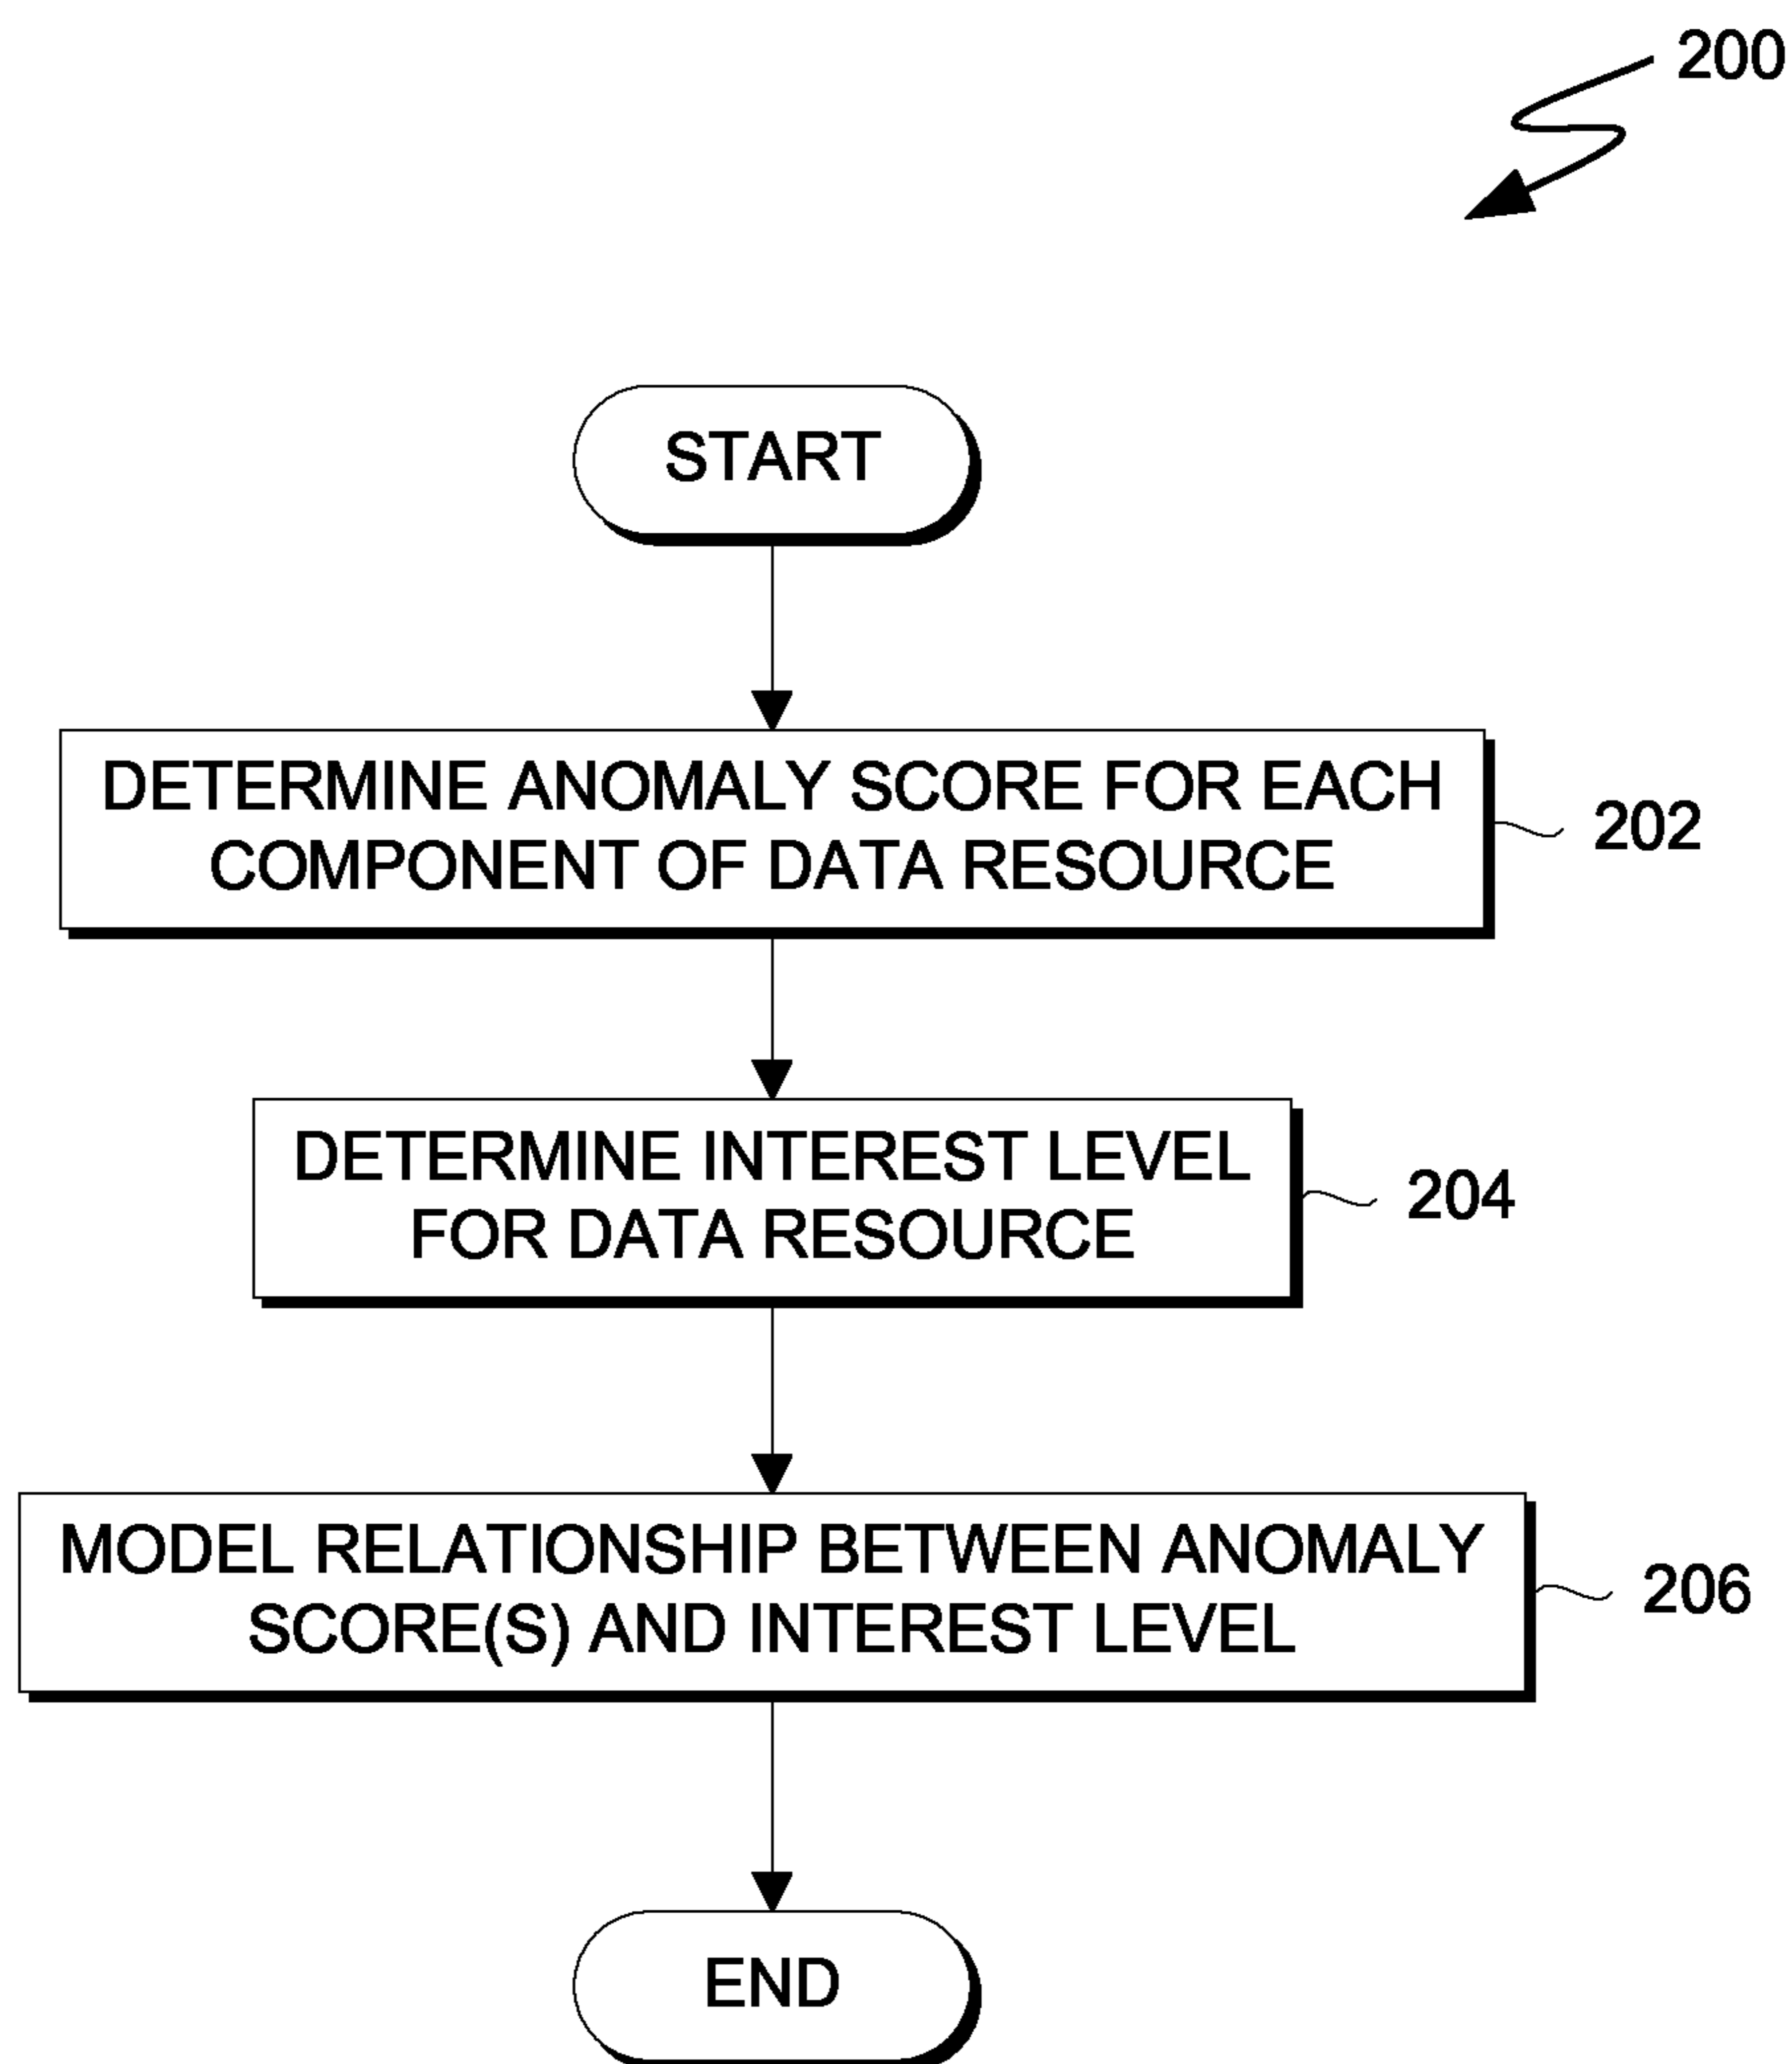 200
START
DETERMINE ANOMALY SCORE FOR EACH
COMPONENT OF DATA RESOURCE
202
DETERMINE INTEREST LEVEL
FOR DATA RESOURCE
204
MODEL RELATIONSHIP BETWEEN ANOMALY
SCORE(S) AND INTEREST LEVEL
206
END